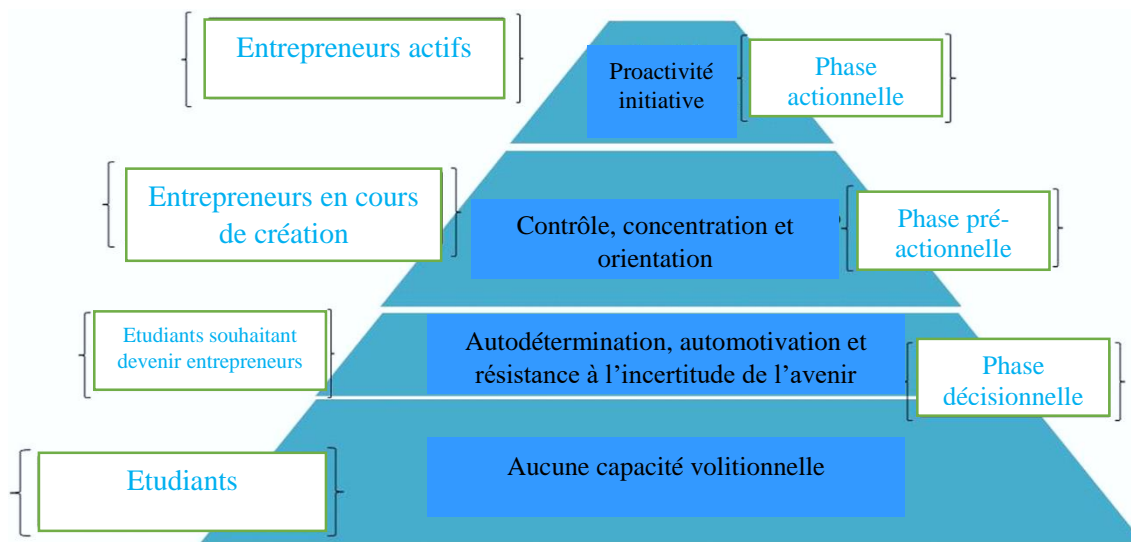 Entrepreneurs actifs
Proactivité
initiative
Phase
actionnelle
Entrepreneurs en cours
de création
Contrôle, concentration et
orientation
Phase pré-
actionnelle
Etudiants souhaitant
devenir entrepreneurs
Autodétermination, automotivation et
résistance à l’incertitude de l’avenir
Phase
décisionnelle
Etudiants
Aucune capacité volitionnelle